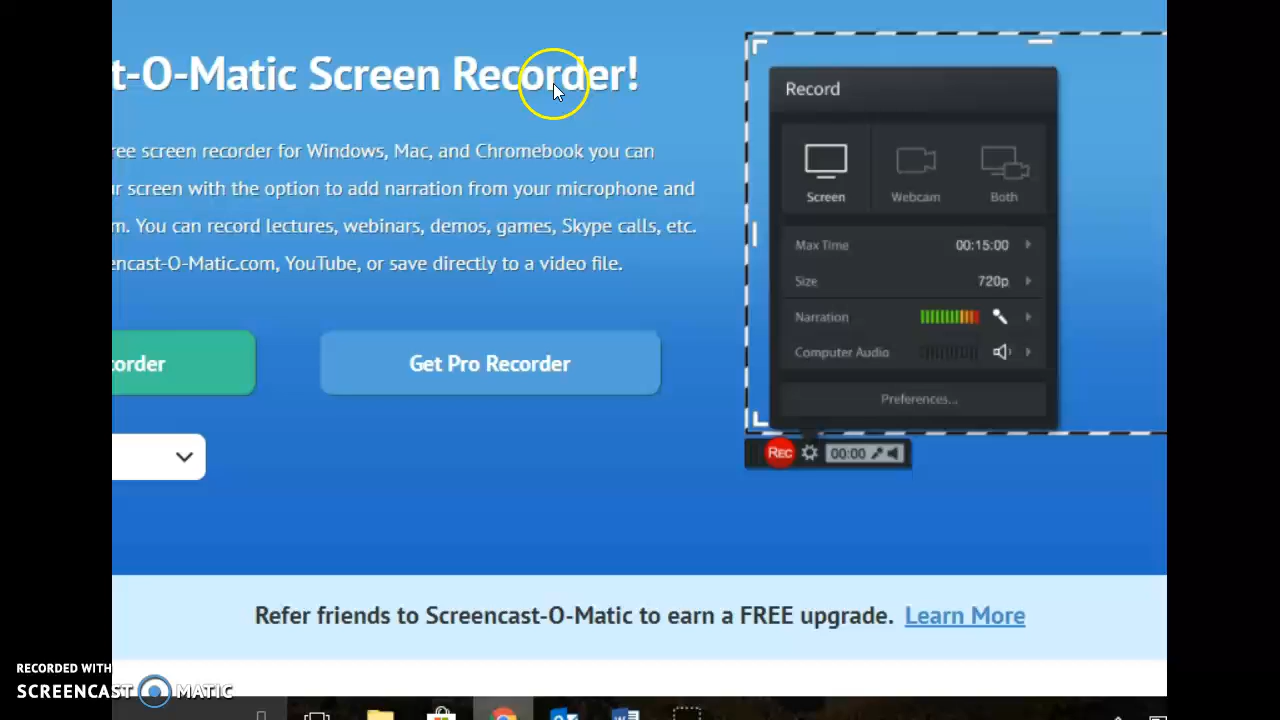 t-O-Matic Screen Recorder!
ree screen recorder for Windows, Mac, and Chromebook you can
ur screen with the option to add narration from your microphone and
m. You can record lectures, webinars, demos, games, Skype calls, etc.
encast-O-Matic.com, YouTube, or save directly to a video file.
corder
Get Pro Recorder
Record
Screen
Webcam
Both
Max Time 00:15:00
Size 720p
Narration
Computer Audio
Preferences...
REC 00:00
Refer friends to Screencast-O-Matic to earn a FREE upgrade. Learn More
RECORDED WITH
SCREENCAST MATIC